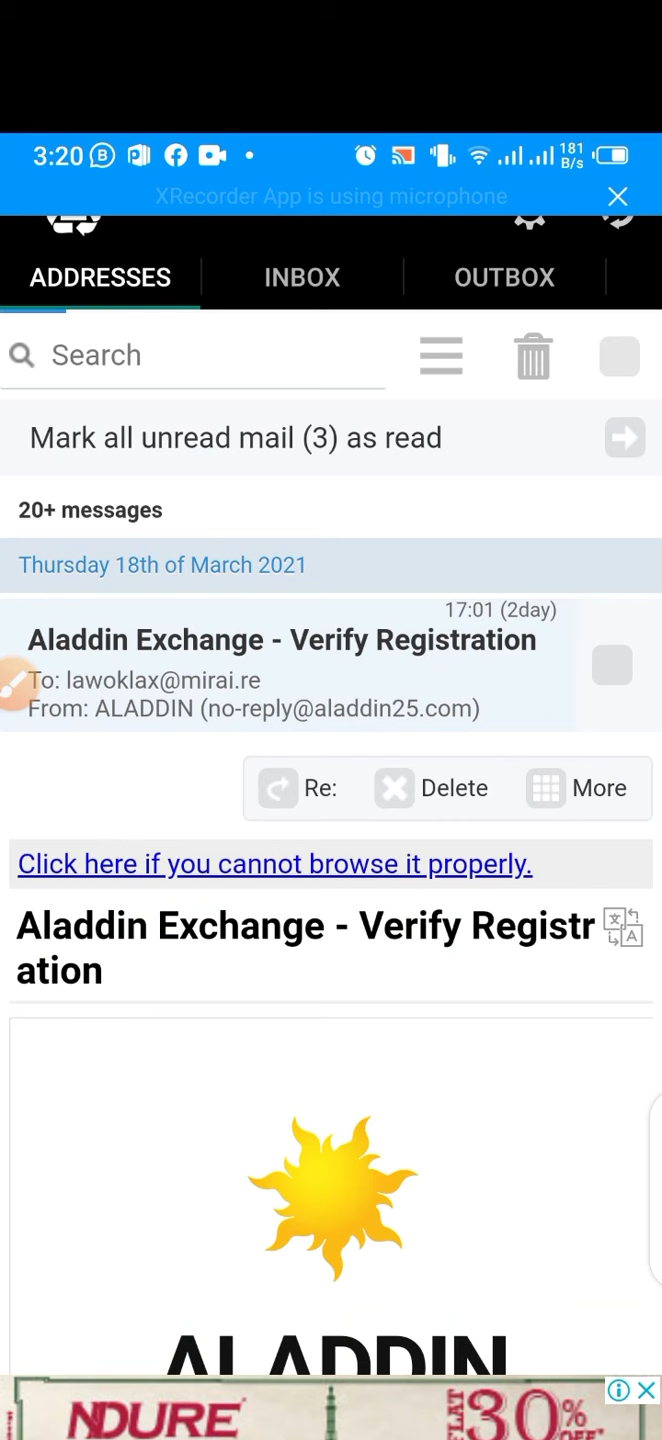 3:20
181
B/s
XRecorder App is using microphone
ADDRESSES INBOX OUTBOX
Search
Mark all unread mail (3) as read
20+ messages
Thursday 18th of March 2021
17:01 (2day)
Aladdin Exchange - Verify Registration
To: lawoklax@mirai.re
From: ALADDIN (no-reply@aladdin25.com)
Re: Delete More
Click here if you cannot browse it properly.
Aladdin Exchange - Verify Registr
ation
ALADDIN
NDURE
FLAT
30%
OFF*